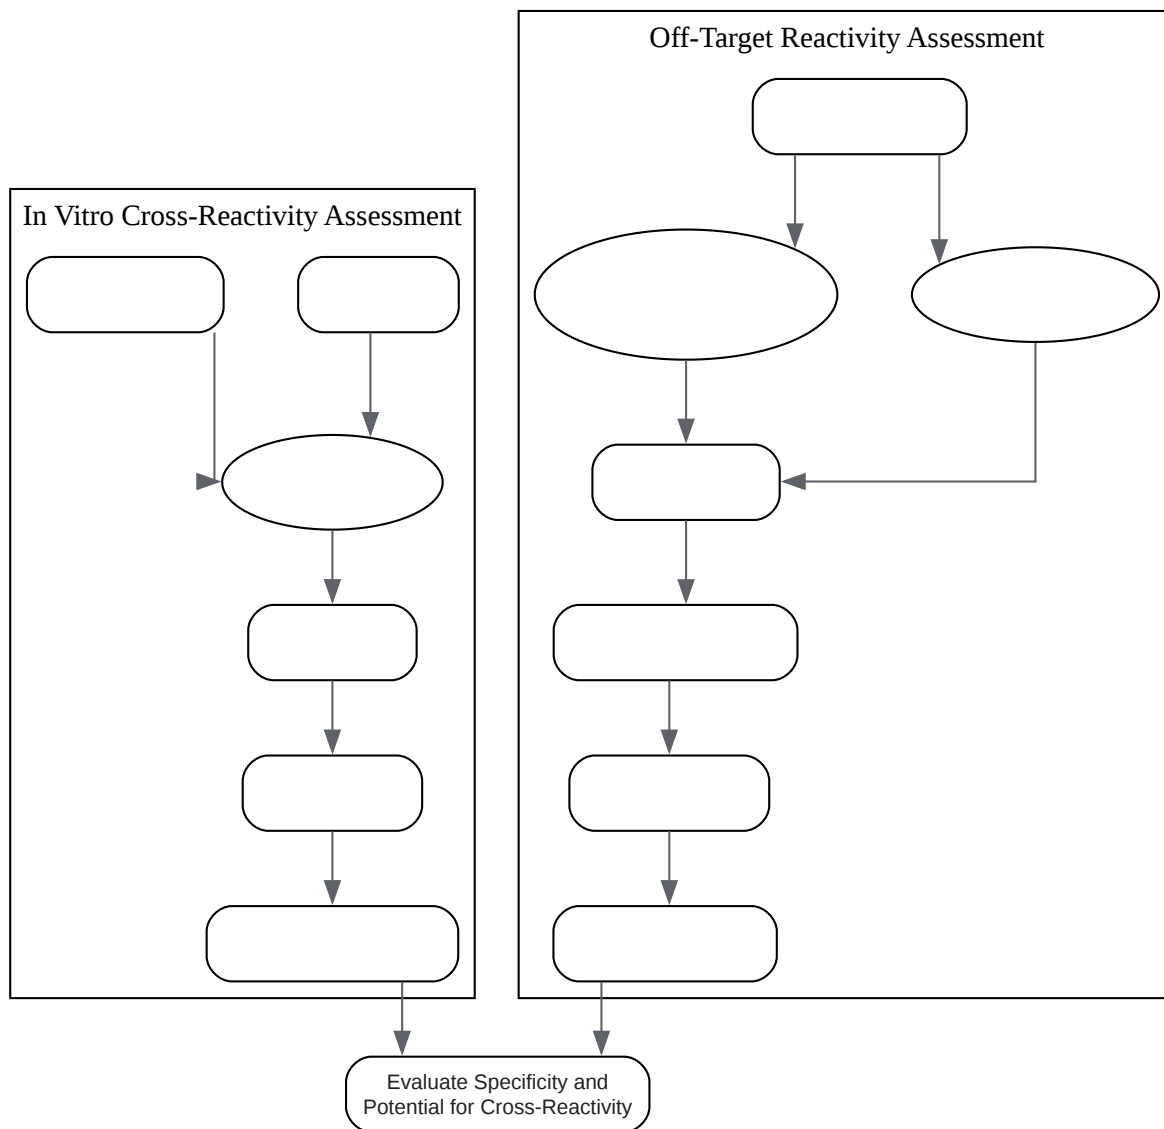 Off-Target Reactivity Assessment
In Vitro Cross-Reactivity Assessment
Evaluate Specificity and
Potential for Cross-Reactivity